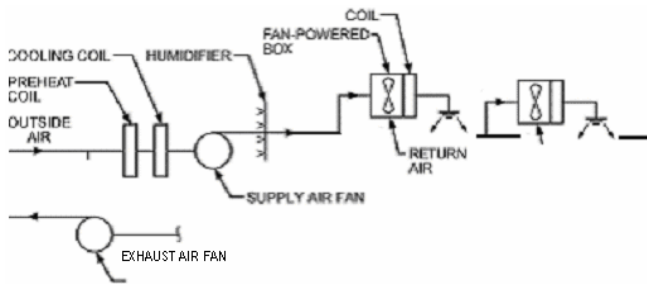 COIL
FAN-POWERED
BOX
COOLING COIL
HUMIDIFIER
PREHEAT
COIL
OUTSIDE
AIR
RETURN
AIR
SUPPLY AIR FAN
EXHAUST AIR FAN